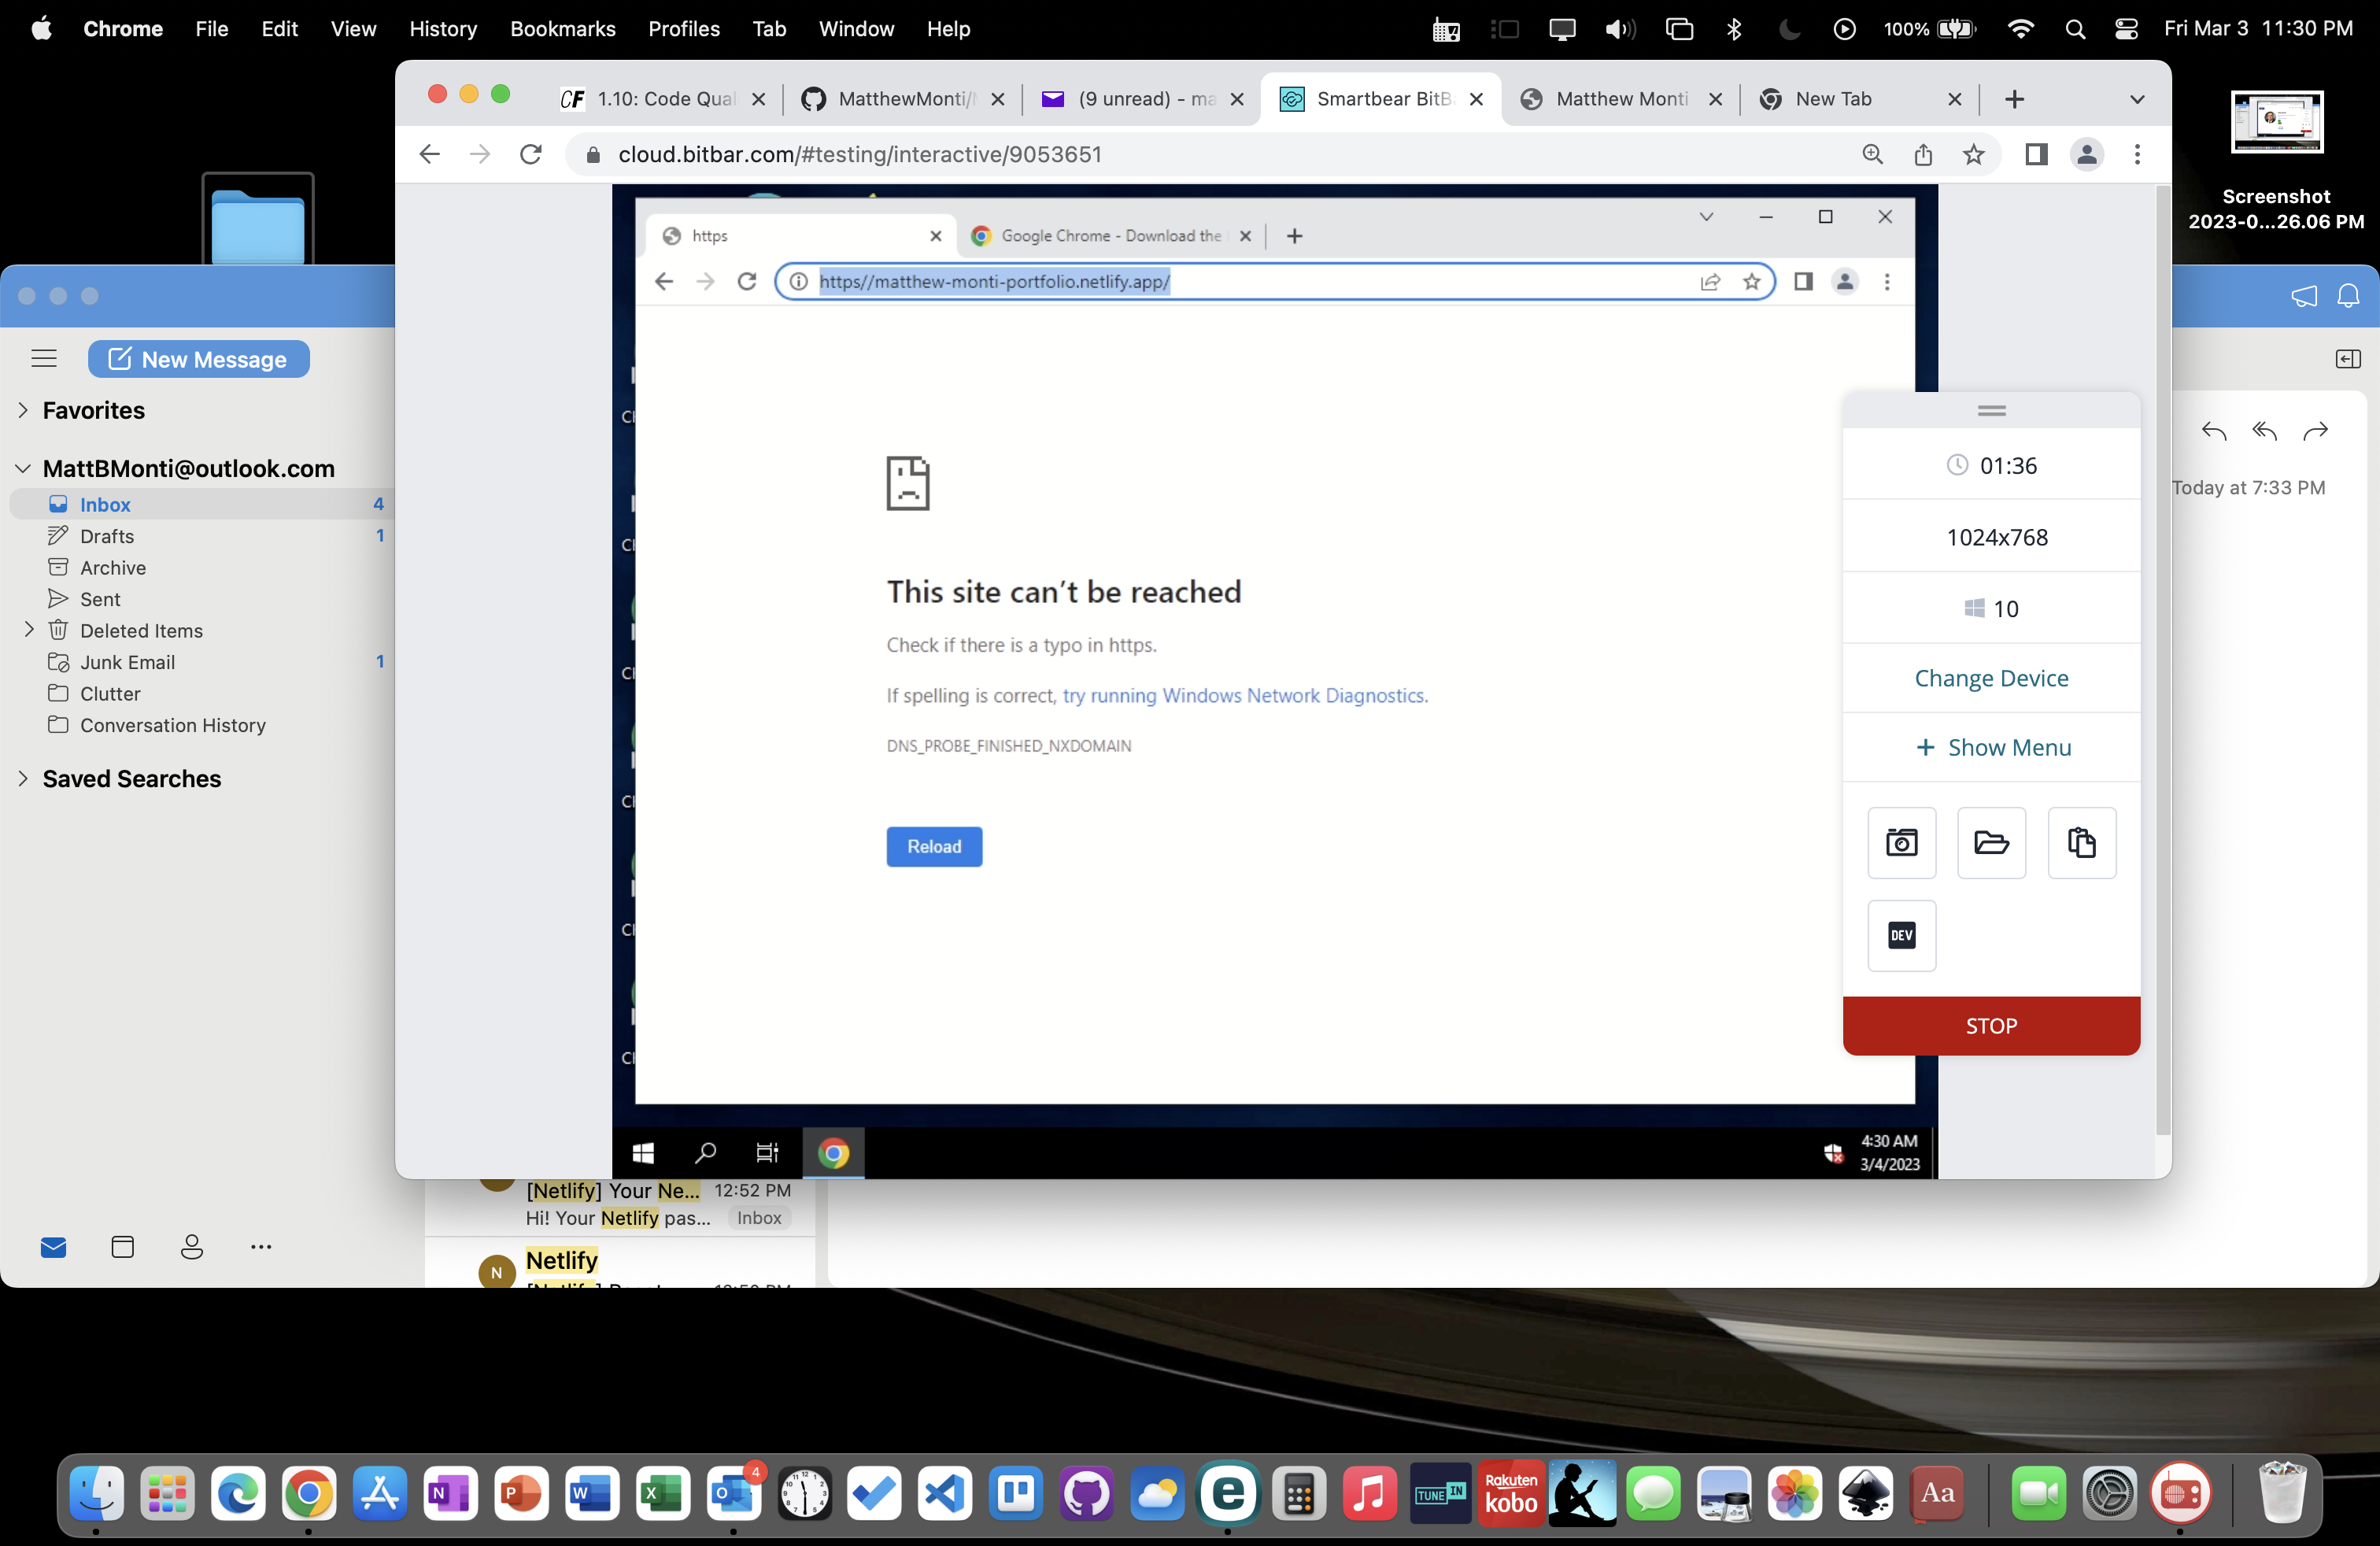 Chrome File Edit View History Bookmarks Profiles Tab Window Help 100% Fri Mar 3 11:30 PM
CF 1.10: Code Qual MatthewMonti/ (9 unread) - ma Smartbear BitB Matthew Monti New Tab
cloud.bitbar.com/#testing/interactive/9053651
Screenshot
2023-0...26.06 PM
https Google Chrome - Download the
https//matthew-monti-portfolio.netlify.app/
New Message
Favorites
MattBMonti@outlook.com
Inbox 4
Drafts 1
Archive
Sent
Deleted Items
Junk Email 1
Clutter
Conversation History
Saved Searches
This site can't be reached
Check if there is a typo in https.
If spelling is correct, try running Windows Network Diagnostics.
DNS_PROBE_FINISHED_NXDOMAIN
Reload
01:36
1024x768
10
Change Device
+ Show Menu
DEV
STOP
Today at 7:33 PM
4:30 AM
3/4/2023
[Netlify] Your Ne... 12:52 PM
Hi! Your Netlify pas... Inbox
N Netlify
N P W X O 4 TUNE IN Rakuten kobo Aa